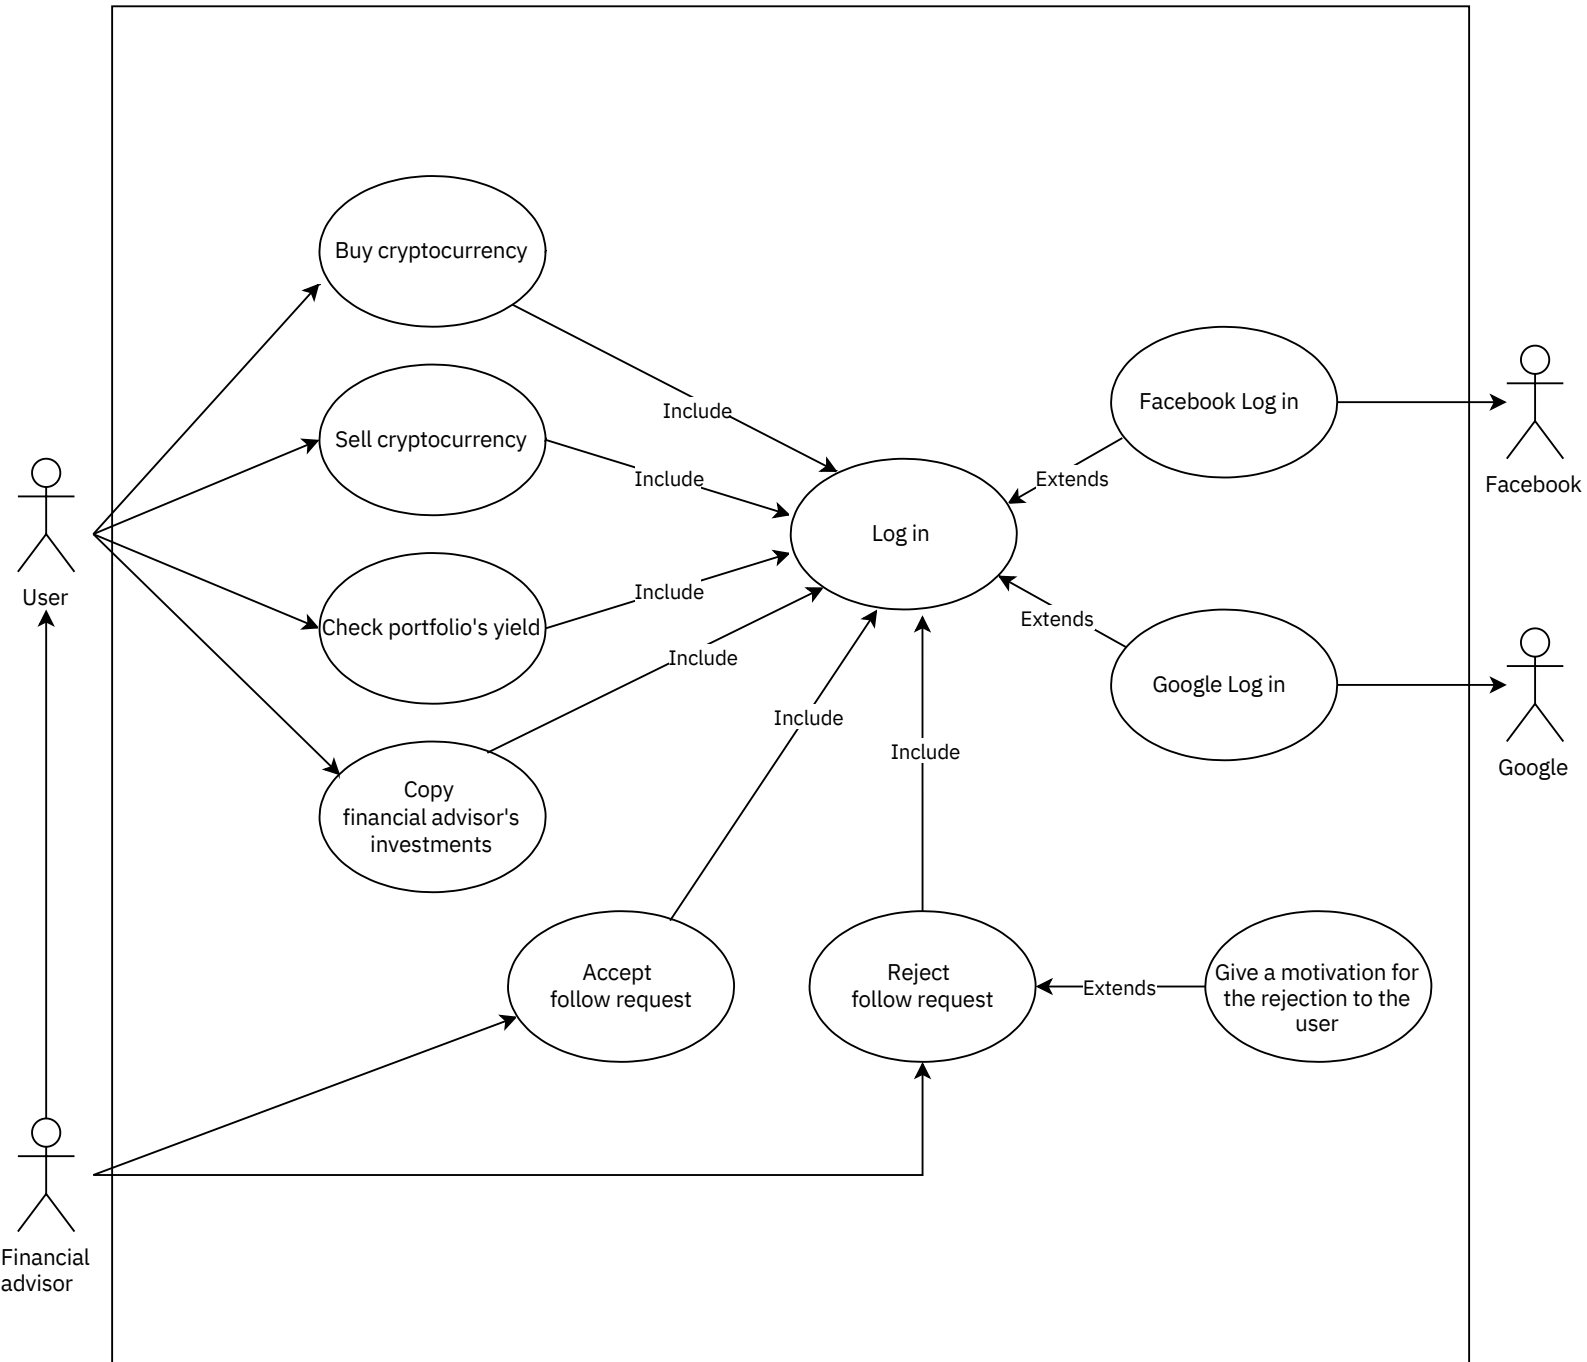 Buy cryptocurrency
Include
Sell cryptocurrency
Include
Facebook Log in
Extends
Facebook
Log in
User
Check portfolio's yield
Include
Include
Extends
Google Log in
Google
Include
Include
Copy
financial advisor's
investments
Accept
follow request
Reject
follow request
Extends
Give a motivation for
the rejection to the
user
Financial
advisor